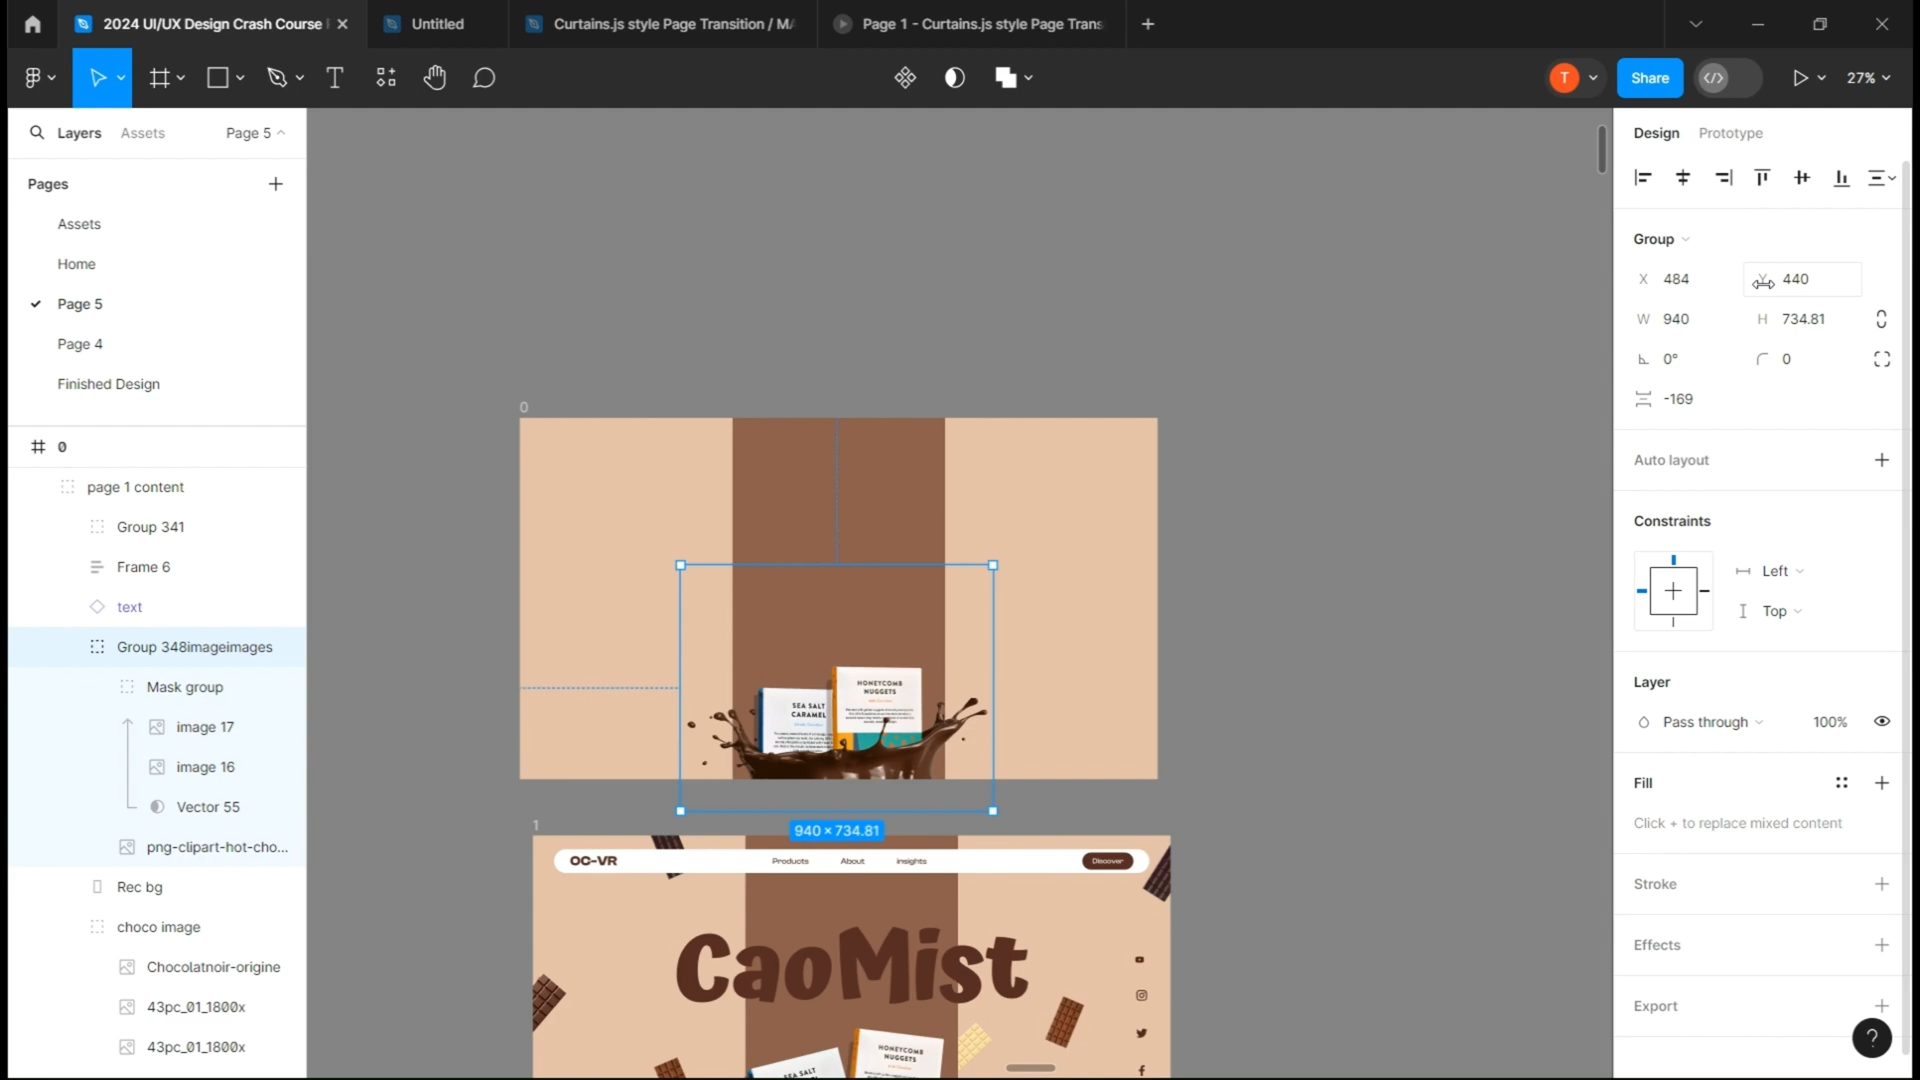 2024 UI/UX Design Crash Course
Untitled
Curtains.js style Page Transition / MA
Page 1 - Curtains.js style Page Trans
T
Share
27%
Layers
Assets
Page 5
Pages
Assets
Home
Page 5
Page 4
Finished Design
0
page 1 content
Group 341
Frame 6
text
Group 348imageimages
Mask group
image 17
image 16
Vector 55
png-clipart-hot-cho...
Rec bg
choco image
Chocolatnoir-origine
43pc_01_1800x
43pc_01_1800x
0
SEA SALT
CARAMEL
HONEYCOMB
NUGGETS
940 × 734.81
1
OC-VR
Products
About
insights
Discover
CaoMist
SEA SALT
HONEYCOMB
NUGGETS
Design
Prototype
Group
X 484
Y 440
W 940
H 734.81
0°
0
-169
Auto layout
Constraints
Left
Top
Layer
Pass through
100%
Fill
Click + to replace mixed content
Stroke
Effects
Export
?